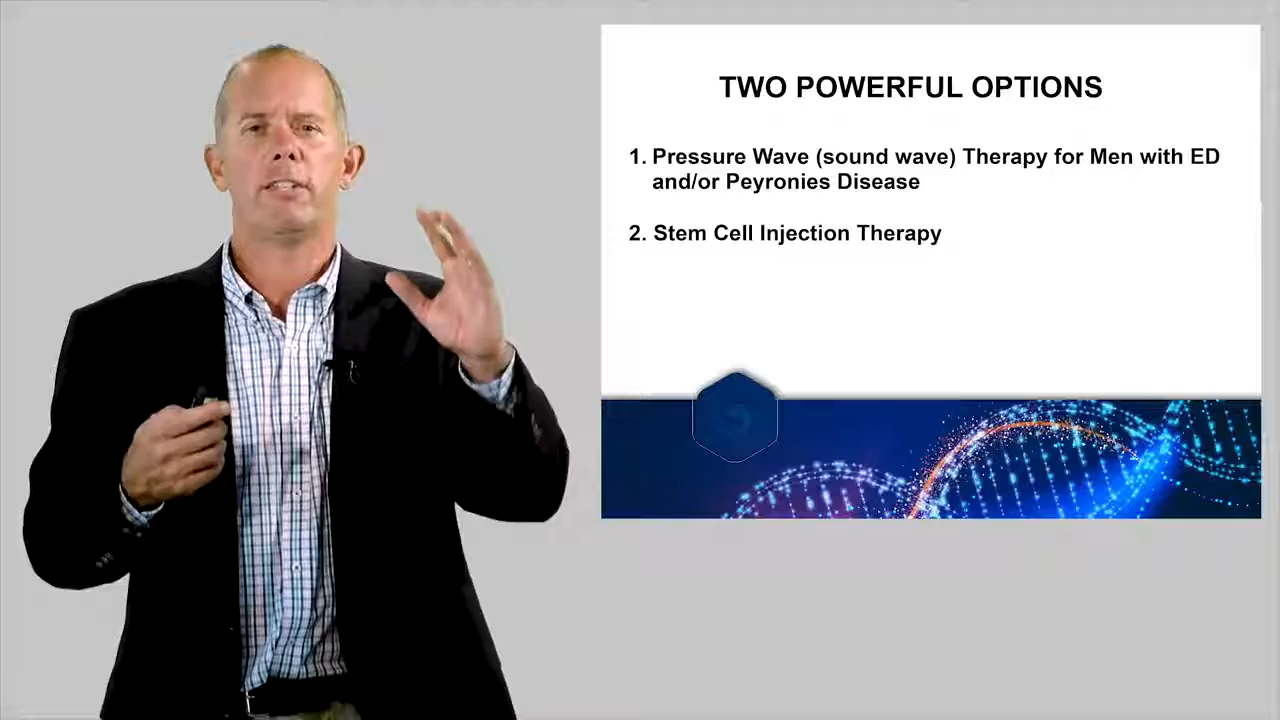 TWO POWERFUL OPTIONS
1. Pressure Wave (sound wave) Therapy for Men with ED
and/or Peyronies Disease
2. Stem Cell Injection Therapy